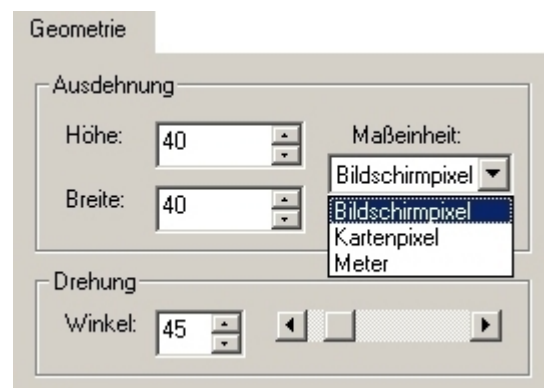 Geometrie
Ausdehnung
Höhe: 40
Maßeinheit:
Bildschirmpixel
Breite: 40
Bildschirmpixel
Kartenpixel
Meter
Drehung
Winkel: 45